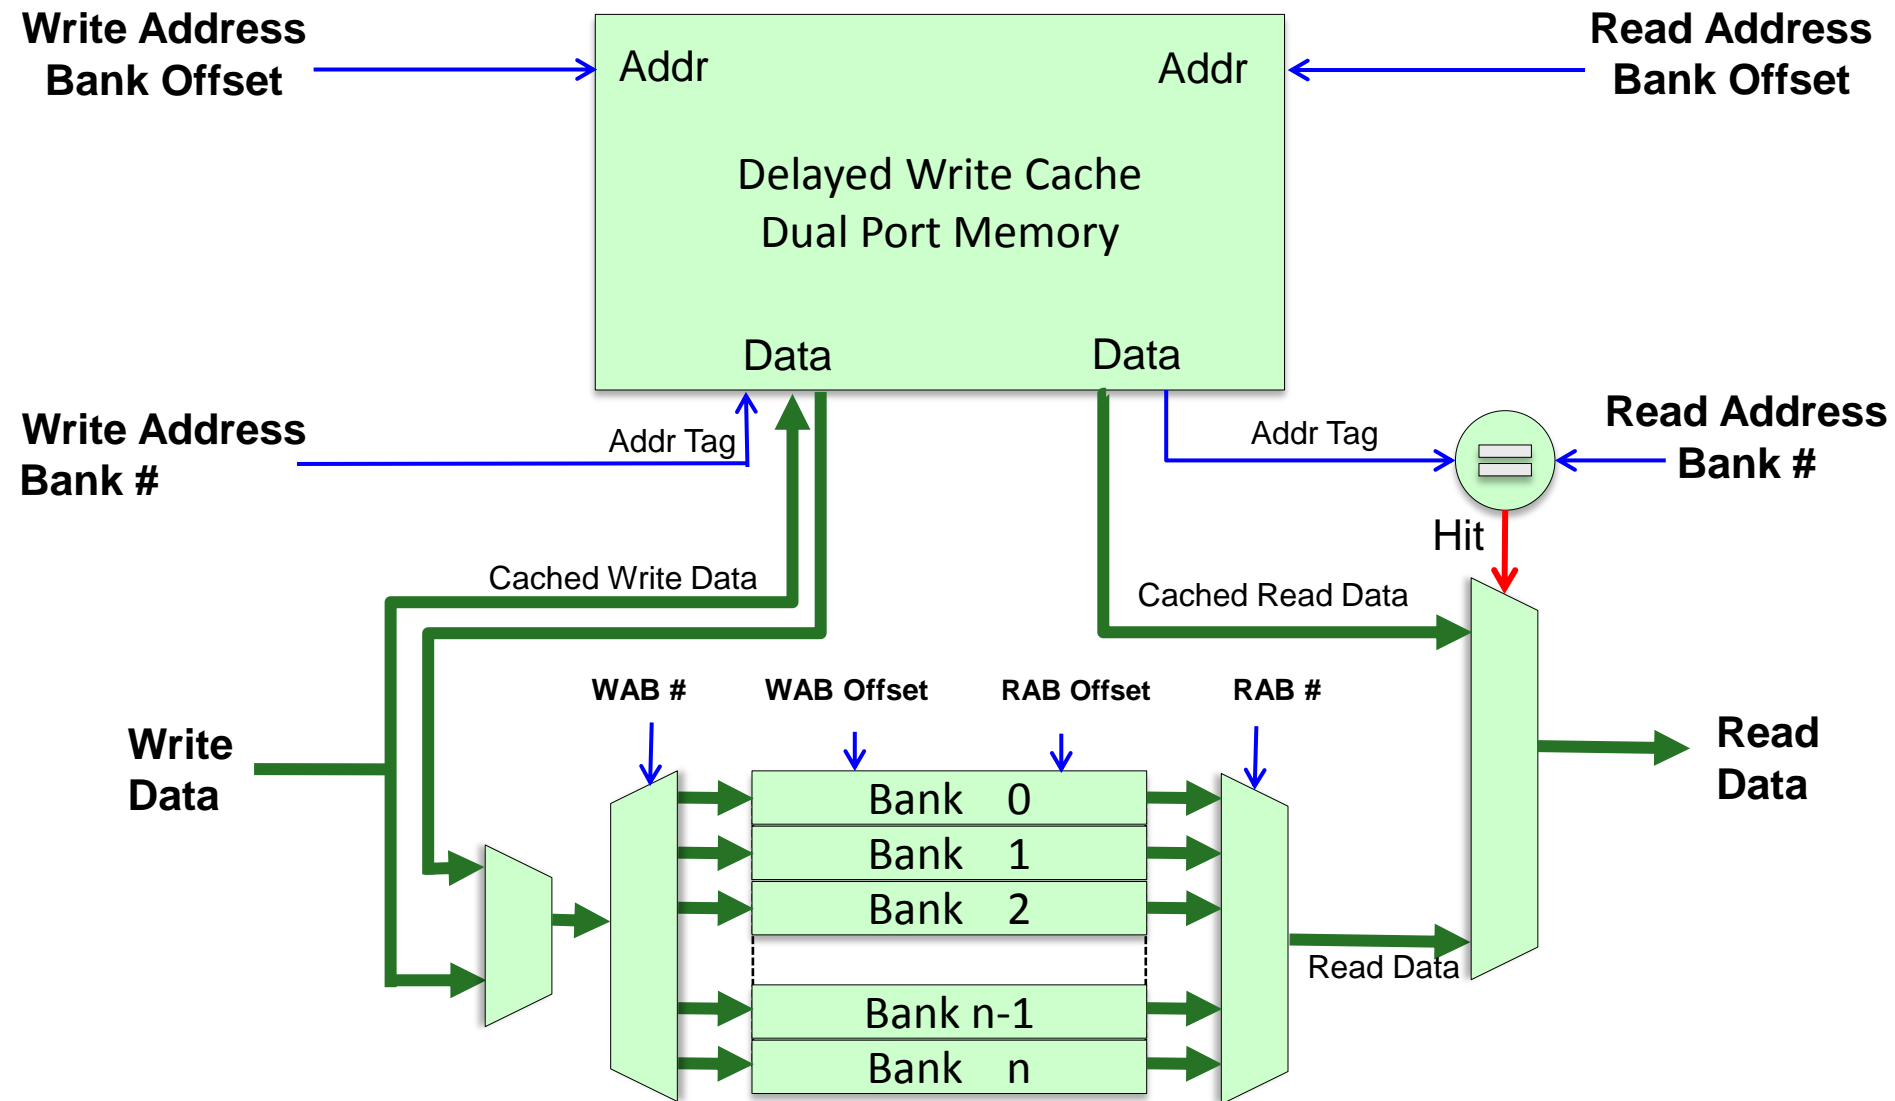 Write Address
Bank Offset
Addr
Addr
Read Address
Bank Offset
Delayed Write Cache
Dual Port Memory
Data
Data
Write Address
Bank #
Addr Tag
Addr Tag
Read Address
Bank #
Hit
Cached Write Data
Cached Read Data
WAB #
WAB Offset
RAB Offset
RAB #
Write
Data
Read
Data
Bank 0
Bank 1
Bank 2
Read Data
Bank n-1
Bank n